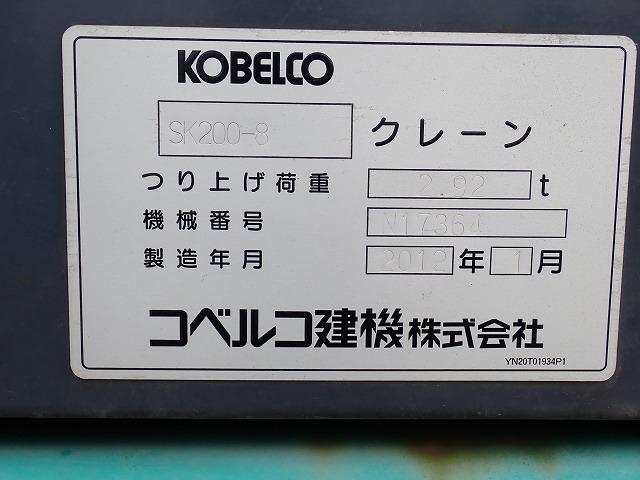 KOBELCO
SK200-8 クレーン
つり上げ荷重 2.92 t
機械番号 N17364
製造年月 2012 年 1 月
コベルコ建機株式会社
YN20T01934P1